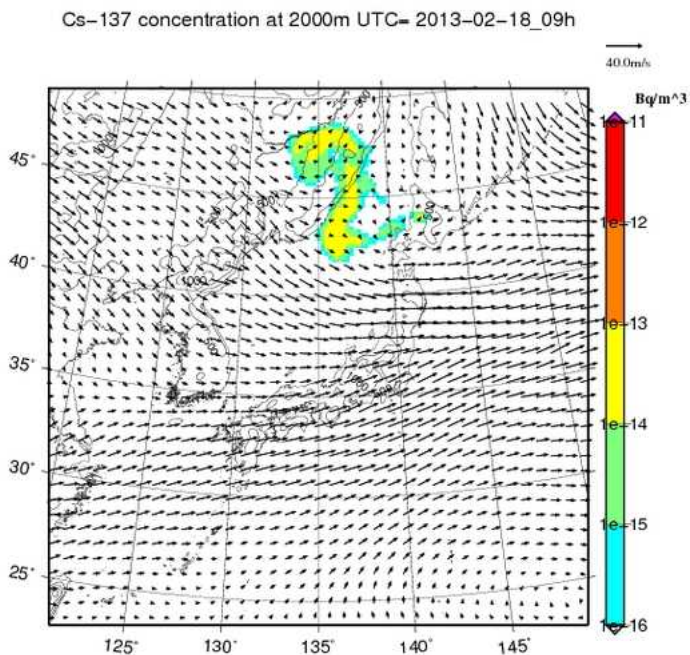 Cs-137 concentration at 2000m UTC= 2013-02-18_09h
40.0m/s
Bq/m^3
1e-11
1e-12
1e-13
1e-14
1e-15
1e-16
45°
40°
35°
30°
25°
125°
130°
135°
140°
145°